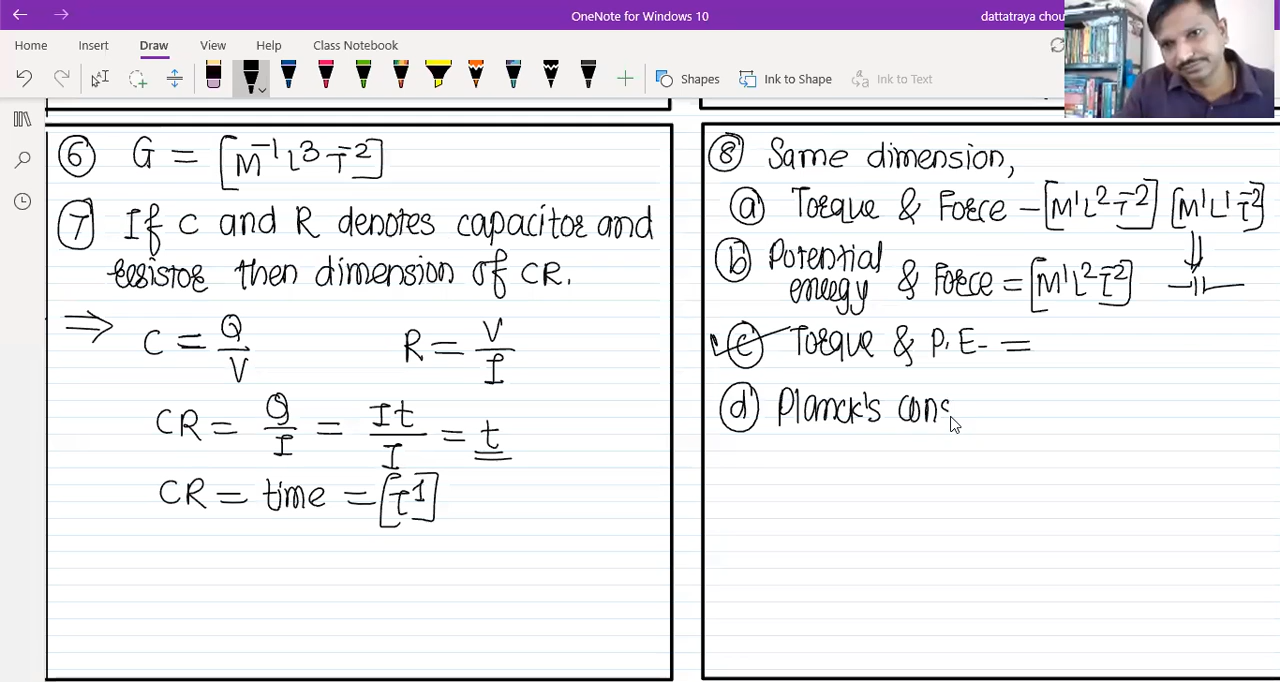 OneNote for Windows 10
dattatraya chou
Home Insert Draw View Help Class Notebook
Shapes Ink to Shape Ink to Text
⑥ G = [M⁻¹ L³ T⁻²]
⑦ If C and R denotes capacitor and
resistor then dimension of CR.
⇒ C = Q/V R = V/I
CR = Q/I = It/I = t
CR = time = [T¹]
⑧ Same dimension,
ⓐ Torque & Force - [M¹L²T⁻²] [M¹L¹T⁻²]
ⓑ Potential energy & Force = [M¹L²T⁻²]
ⓒ Torque & P.E- =
ⓓ Planck's cons